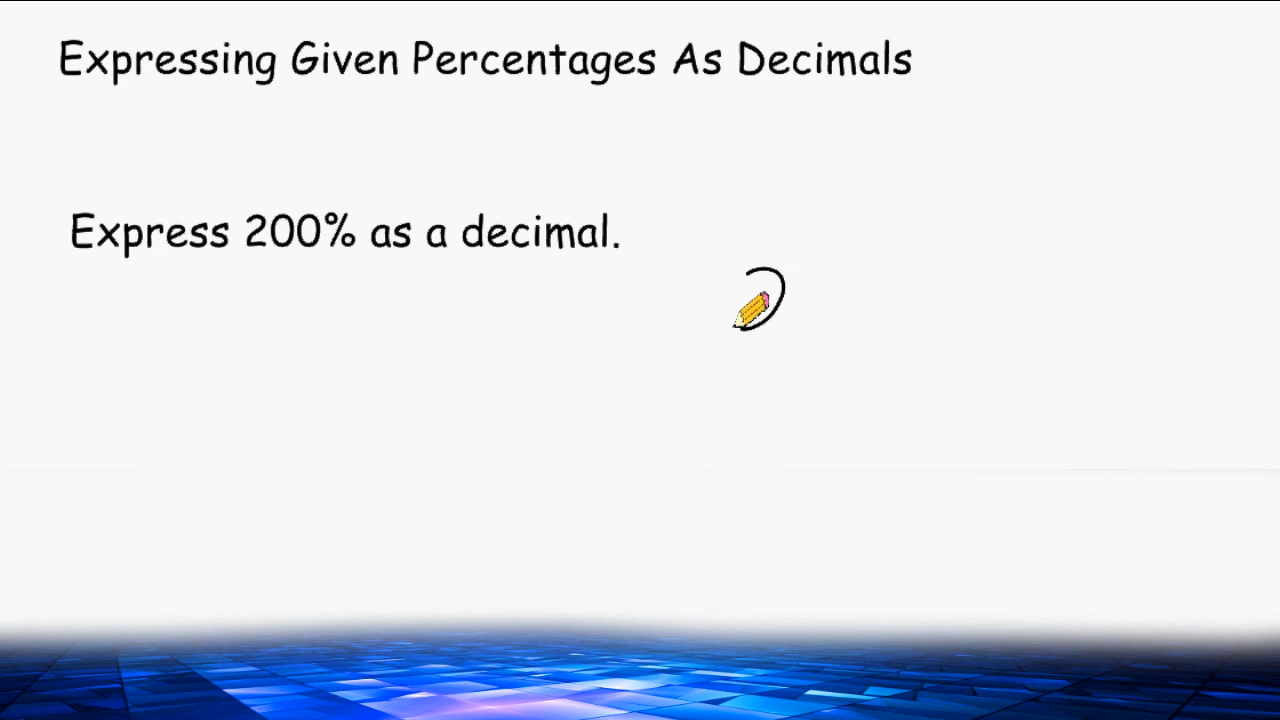 Expressing Given Percentages As Decimals
Express 200% as a decimal.